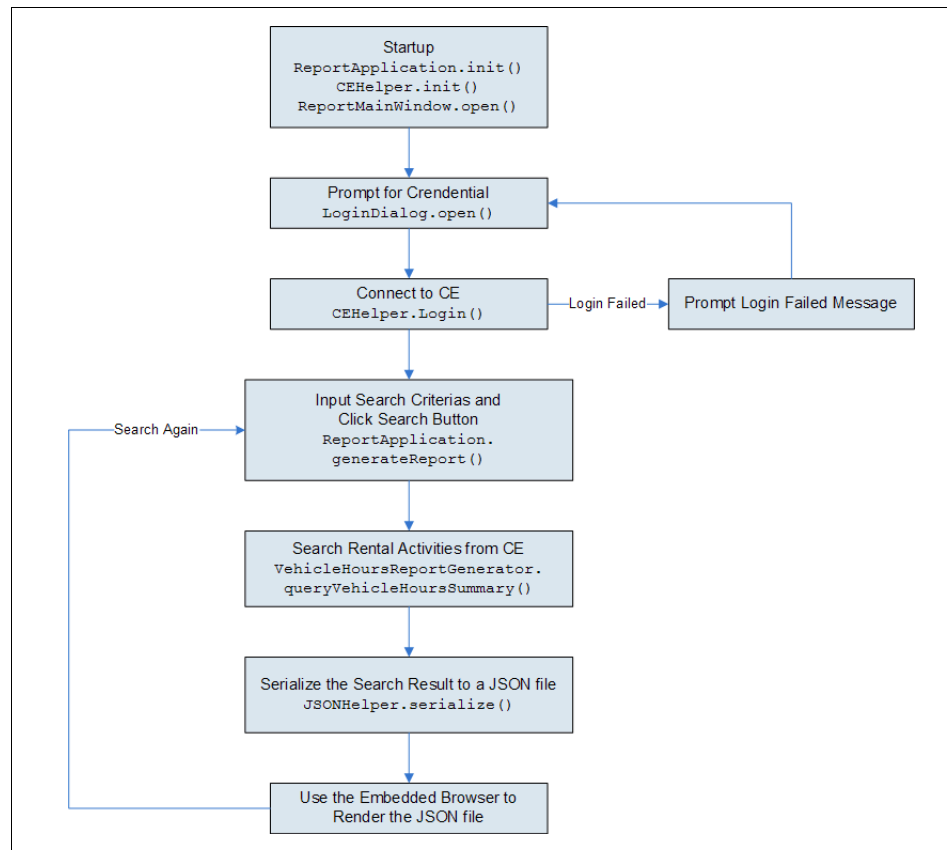 Startup
ReportApplication.init()
CEHelper.init()
ReportMainWindow.open()
Prompt for Crendential
LoginDialog.open()
Connect to CE
CEHelper.Login()
Login Failed
Prompt Login Failed Message
Input Search Criterias and
Click Search Button
ReportApplication.
generateReport()
Search Again
Search Rental Activities from CE
VehicleHoursReportGenerator.
queryVehicleHoursSummary()
Serialize the Search Result to a JSON file
JSONHelper.serialize()
Use the Embedded Browser to
Render the JSON file